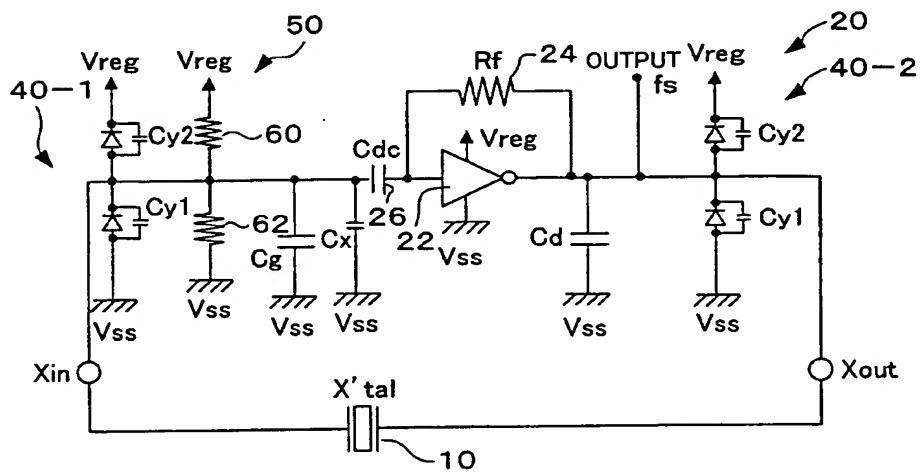 50
20
Vreg
Vreg
Rf
24
OUTPUT
fs
Vreg
40-2
40-1
Cy2
60
Cdc
Vreg
Cy2
Cy1
62
Cg
Cx
26
22
Vss
Cd
Cy1
Vss
Vss
Vss
Vss
Vss
Vss
Xin
X'tal
Xout
10